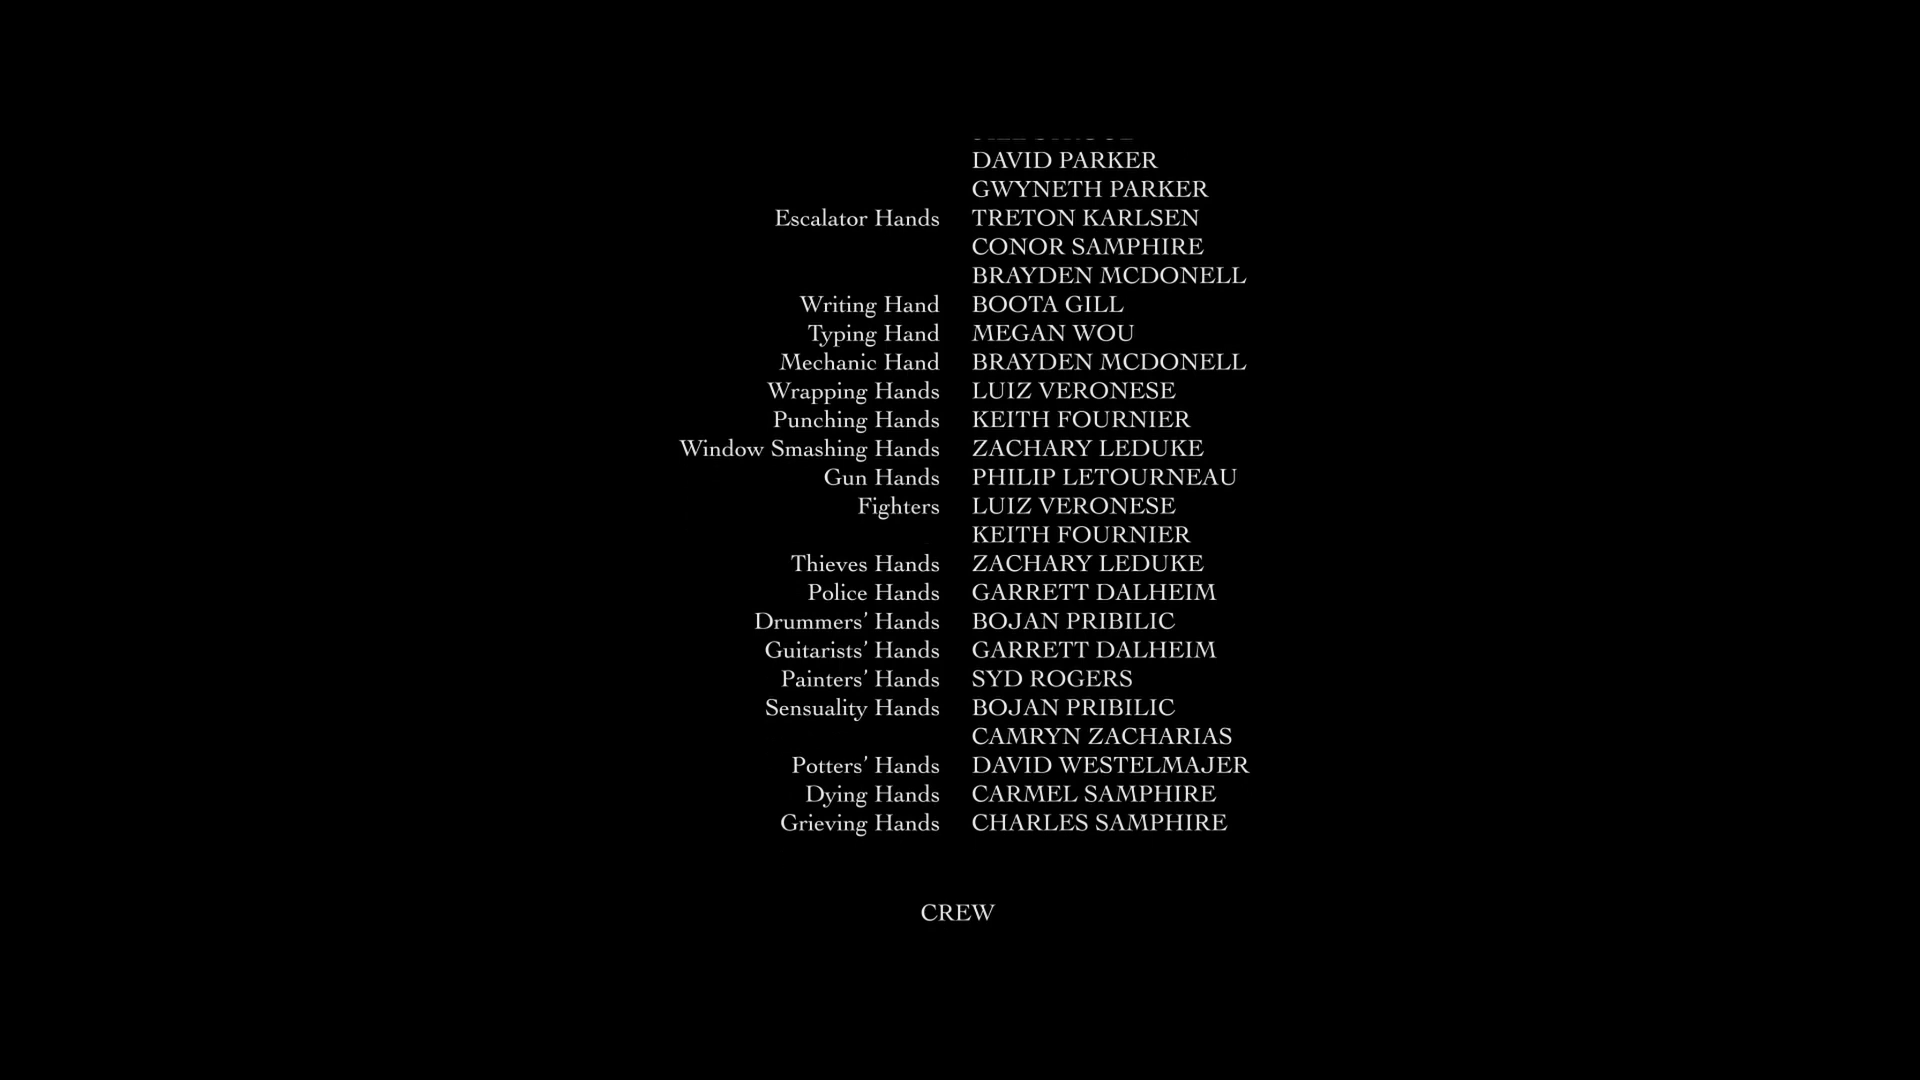 DAVID PARKER
GWYNETH PARKER
Escalator Hands TRETON KARLSEN
CONOR SAMPHIRE
BRAYDEN MCDONELL
Writing Hand BOOTA GILL
Typing Hand MEGAN WOU
Mechanic Hand BRAYDEN MCDONELL
Wrapping Hands LUIZ VERONESE
Punching Hands KEITH FOURNIER
Window Smashing Hands ZACHARY LEDUKE
Gun Hands PHILIP LETOURNEAU
Fighters LUIZ VERONESE
KEITH FOURNIER
Thieves Hands ZACHARY LEDUKE
Police Hands GARRETT DALHEIM
Drummers’ Hands BOJAN PRIBILIC
Guitarists’ Hands GARRETT DALHEIM
Painters’ Hands SYD ROGERS
Sensuality Hands BOJAN PRIBILIC
CAMRYN ZACHARIAS
Potters’ Hands DAVID WESTELMAJER
Dying Hands CARMEL SAMPHIRE
Grieving Hands CHARLES SAMPHIRE
CREW